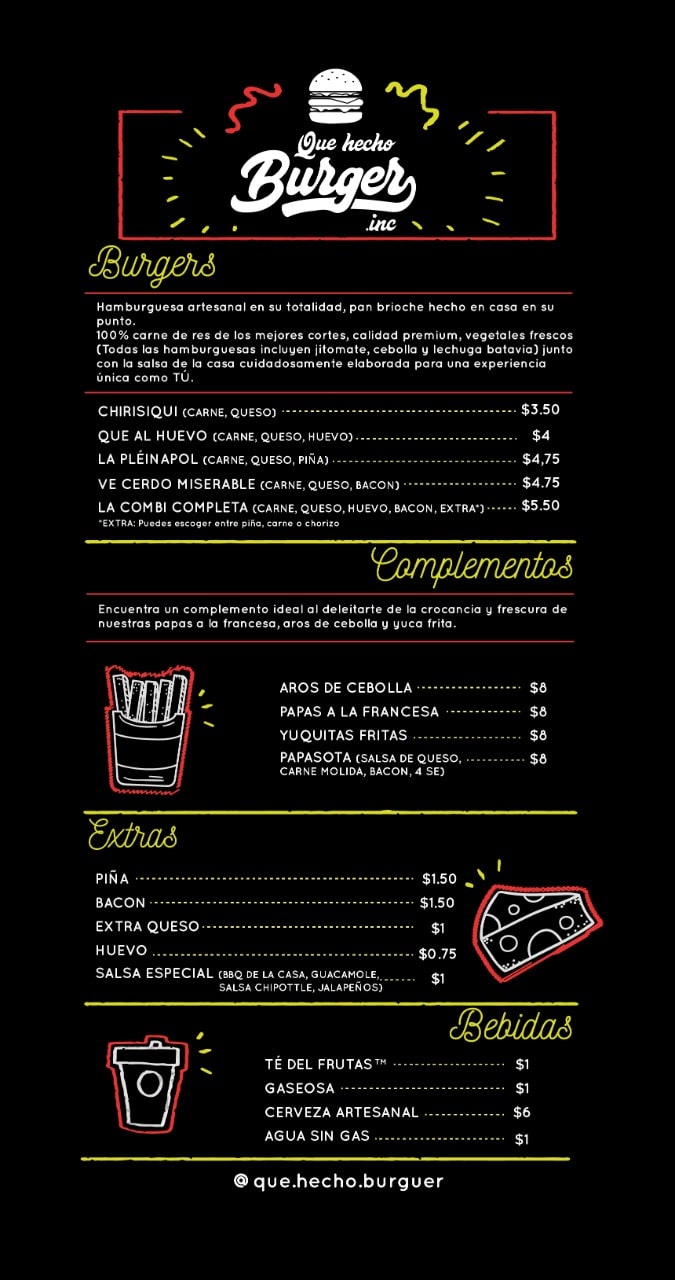 Que hecho
Burger
.inc
Burgers
Hamburguesa artesanal en su totalidad, pan brioche hecho en casa en su
punto.
100% carne de res de los mejores cortes, calidad premium, vegetales frescos
(Todas las hamburguesas incluyen jitomate, cebolla y lechuga batavia) junto
con la salsa de la casa cuidadosamente elaborada para una experiencia
única como TÚ.
CHIRISIQUI (CARNE, QUESO) $3.50
QUE AL HUEVO (CARNE, QUESO, HUEVO) $4
LA PLÉINAPOL (CARNE, QUESO, PIÑA) $4,75
VE CERDO MISERABLE (CARNE, QUESO, BACON) $4.75
LA COMBI COMPLETA (CARNE, QUESO, HUEVO, BACON, EXTRA*) $5.50
*EXTRA: Puedes escoger entre piña, carne o chorizo
Complementos
Encuentra un complemento ideal al deleitarte de la crocancia y frescura de
nuestras papas a la francesa, aros de cebolla y yuca frita.
AROS DE CEBOLLA $8
PAPAS A LA FRANCESA $8
YUQUITAS FRITAS $8
PAPASOTA (SALSA DE QUESO, $8
CARNE MOLIDA, BACON, 4 SE)
Extras
PIÑA $1.50
BACON $1.50
EXTRA QUESO $1
HUEVO $0.75
SALSA ESPECIAL (BBQ DE LA CASA, GUACAMOLE, $1
SALSA CHIPOTTLE, JALAPEÑOS)
Bebidas
TÉ DEL FRUTAS™ $1
GASEOSA $1
CERVEZA ARTESANAL $6
AGUA SIN GAS $1
@que.hecho.burguer